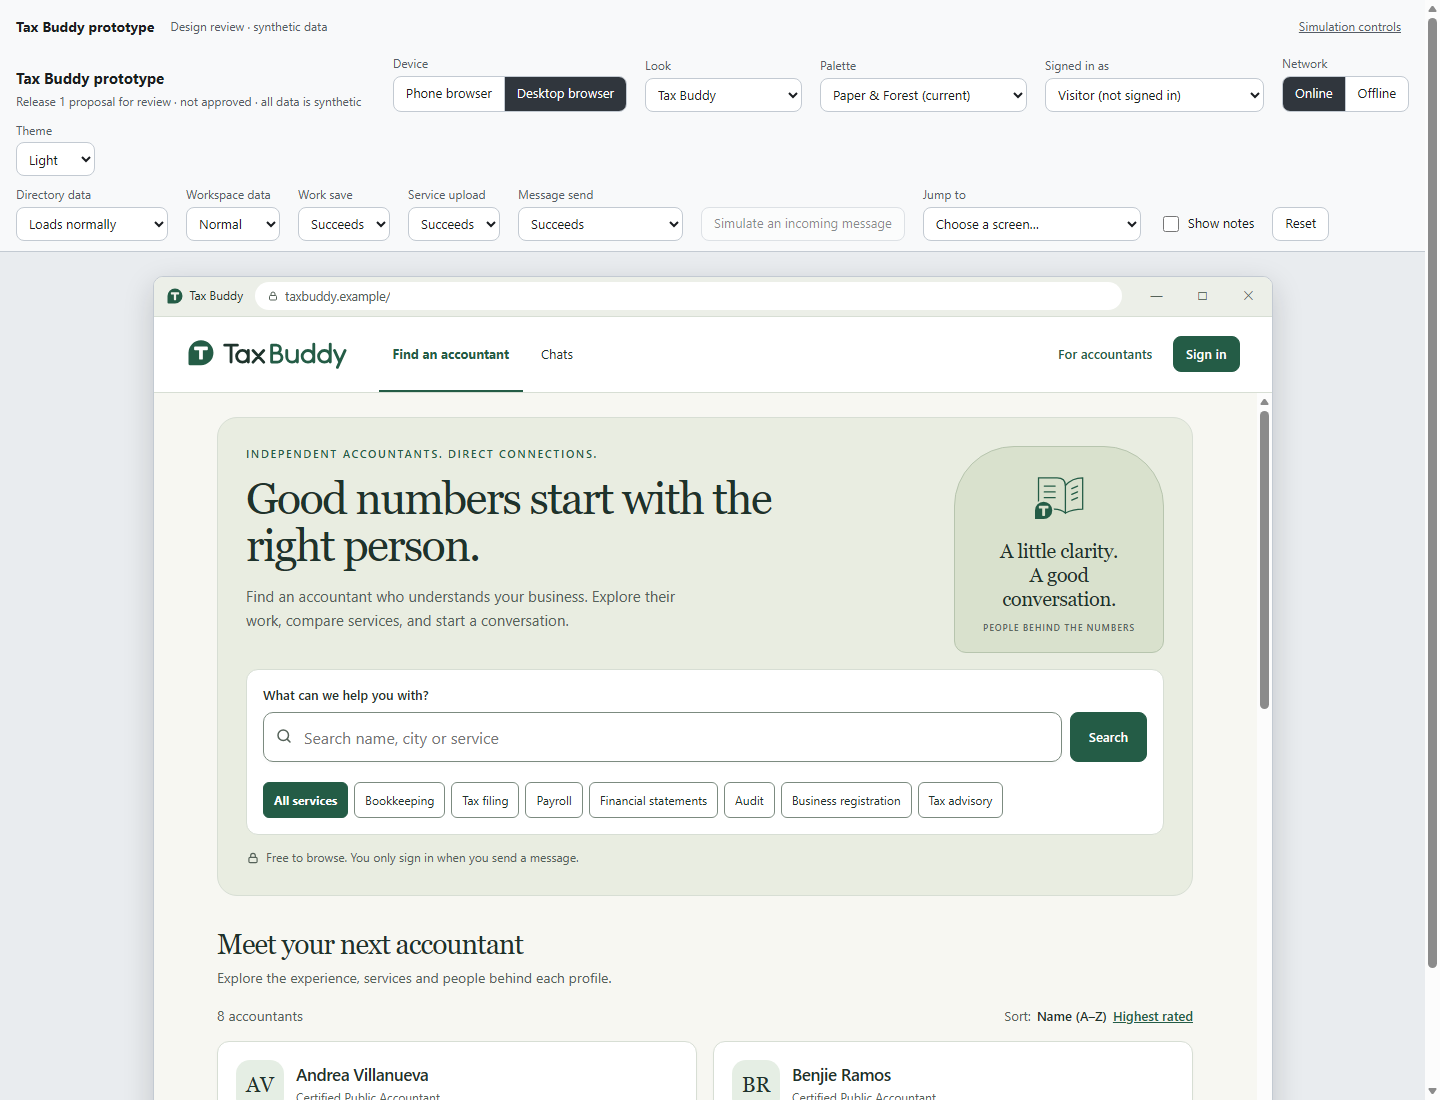 Tax Buddy prototype
Design review · synthetic data
Simulation controls
Tax Buddy prototype
Release 1 proposal for review · not approved · all data is synthetic
Device
Phone browser
Desktop browser
Look
Tax Buddy
Palette
Paper & Forest (current)
Signed in as
Visitor (not signed in)
Network
Online
Offline
Theme
Light
Directory data
Loads normally
Workspace data
Normal
Work save
Succeeds
Service upload
Succeeds
Message send
Succeeds
Simulate an incoming message
Jump to
Choose a screen...
Show notes
Reset
Tax Buddy
taxbuddy.example/
TaxBuddy
Find an accountant
Chats
For accountants
Sign in
INDEPENDENT ACCOUNTANTS. DIRECT CONNECTIONS.
Good numbers start with the
right person.
Find an accountant who understands your business. Explore their
work, compare services, and start a conversation.
A little clarity.
A good
conversation.
PEOPLE BEHIND THE NUMBERS
What can we help you with?
Search name, city or service
Search
All services
Bookkeeping
Tax filing
Payroll
Financial statements
Audit
Business registration
Tax advisory
Free to browse. You only sign in when you send a message.
Meet your next accountant
Explore the experience, services and people behind each profile.
8 accountants
Sort: Name (A–Z) Highest rated
AV
Andrea Villanueva
Certified Public Accountant
BR
Benjie Ramos
Certified Public Accountant